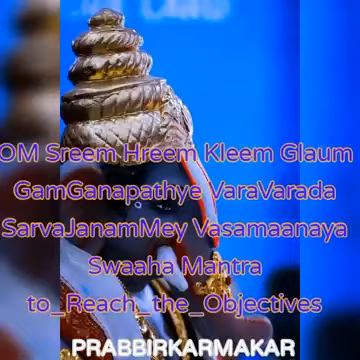 OM Sreem Hreem Kleem Glaum
GamGanapathye VaraVarada
SarvaJanamMey Vasamaanaya
Swaaha Mantra
to_Reach_the_Objectives
PRABBIRKARMAKAR